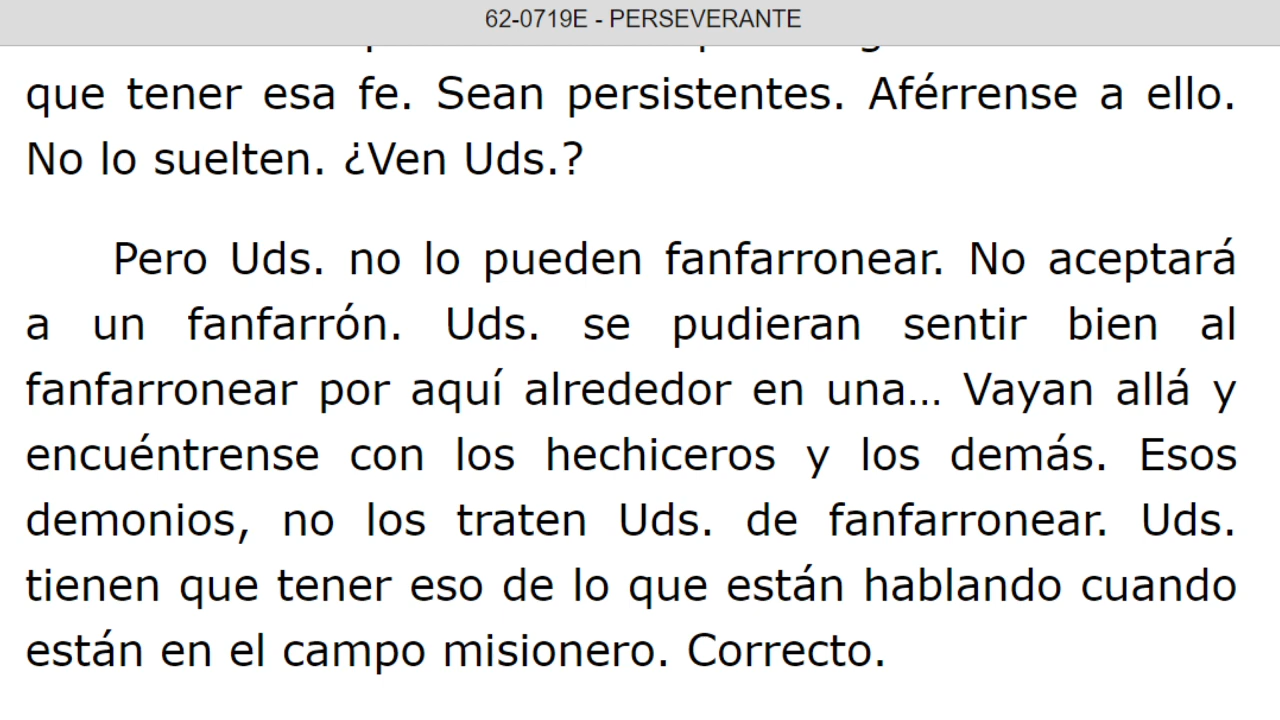 62-0719E - PERSEVERANTE
que tener esa fe. Sean persistentes. Aférrense a ello.
No lo suelten. ¿Ven Uds.?
Pero Uds. no lo pueden fanfarronear. No aceptará
a un fanfarrón. Uds. se pudieran sentir bien al
fanfarronear por aquí alrededor en una… Vayan allá y
encuéntrense con los hechiceros y los demás. Esos
demonios, no los traten Uds. de fanfarronear. Uds.
tienen que tener eso de lo que están hablando cuando
están en el campo misionero. Correcto.